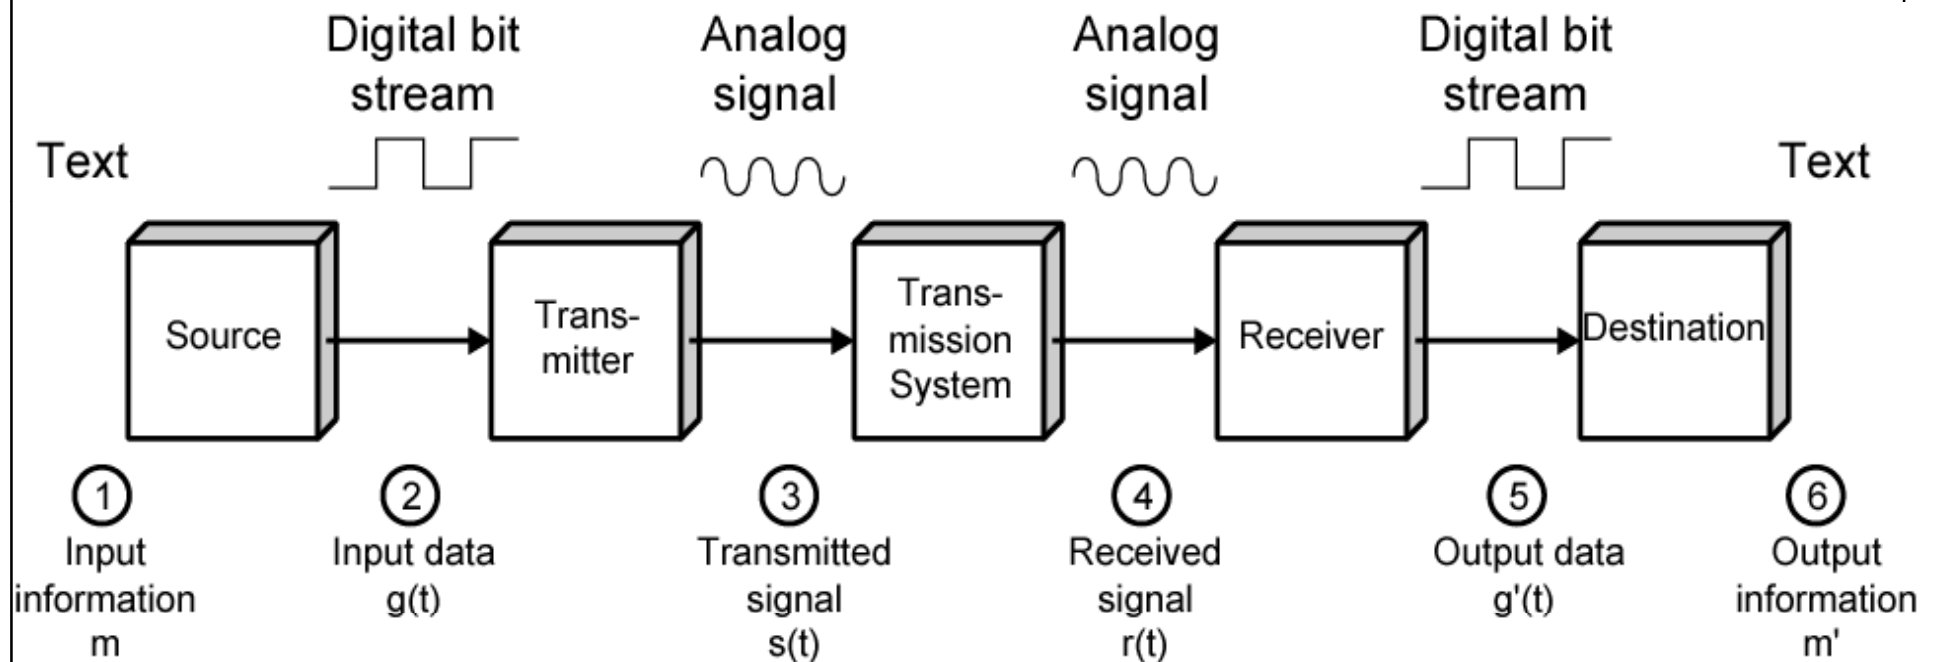 Text
Digital bit
stream
Analog
signal
Analog
signal
Digital bit
stream
Text
Source
Trans-
mitter
Trans-
mission
System
Receiver
Destination
1
Input
information
m
2
Input data
g(t)
3
Transmitted
signal
s(t)
4
Received
signal
r(t)
5
Output data
g'(t)
6
Output
information
m'